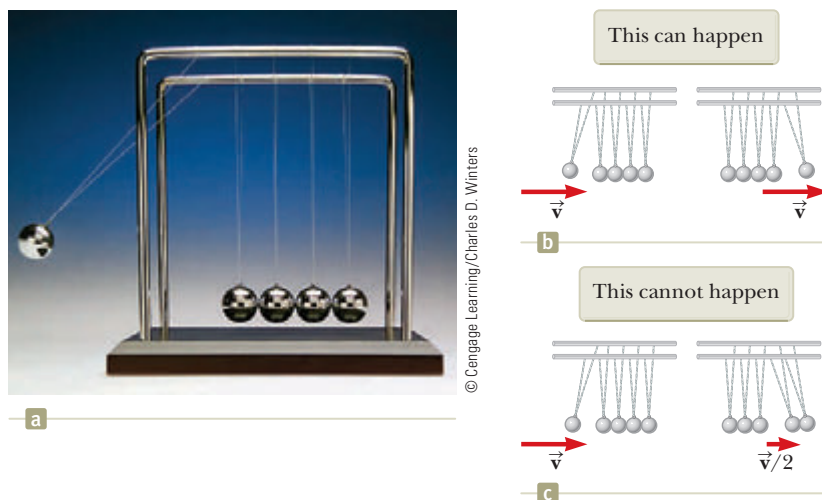 This can happen
v
v
b
© Cengage Learning/Charles D. Winters
This cannot happen
v
v/2
a
c